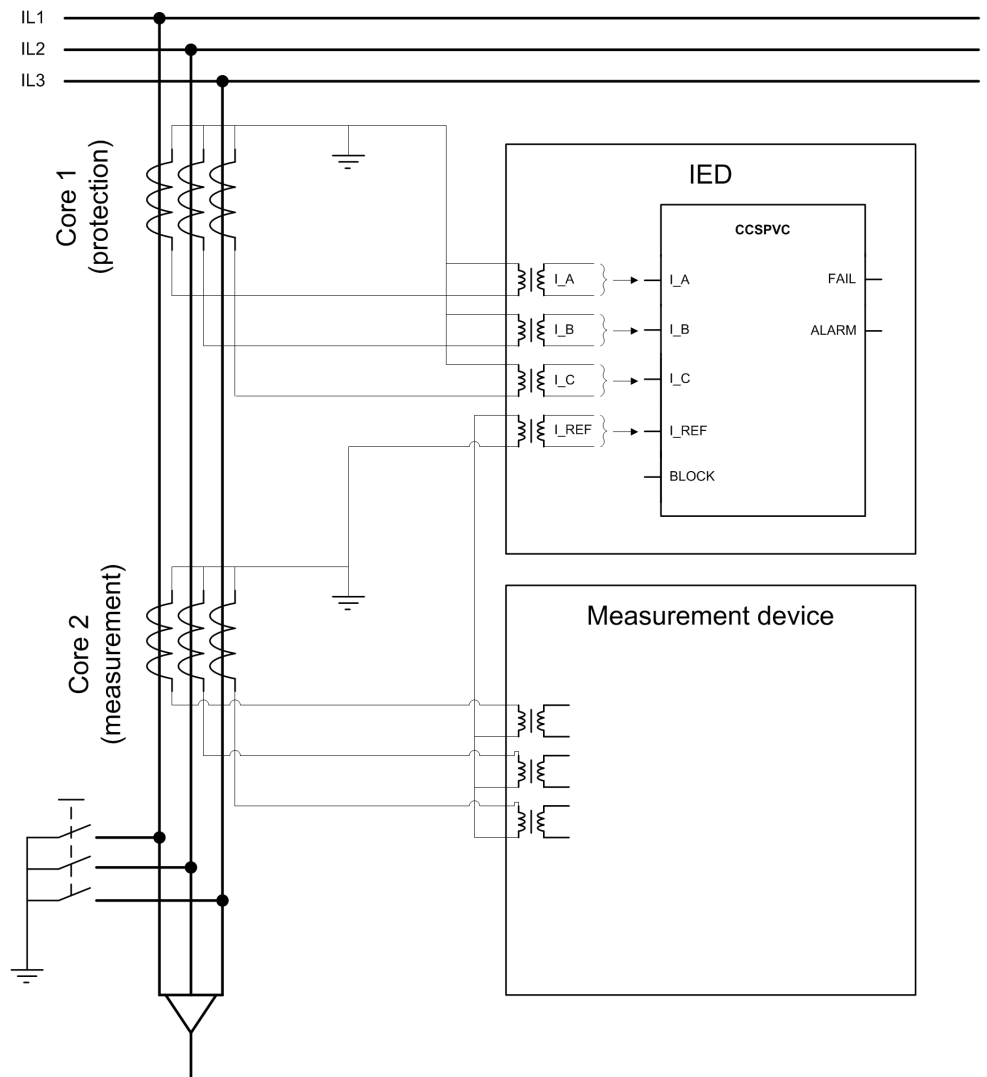 IL1
IL2
IL3
Core 1
(protection)
IED
CCSPVC
I_A
I_A
FAIL
I_B
I_B
ALARM
I_C
I_C
I_REF
I_REF
BLOCK
Core 2
(measurement)
Measurement device